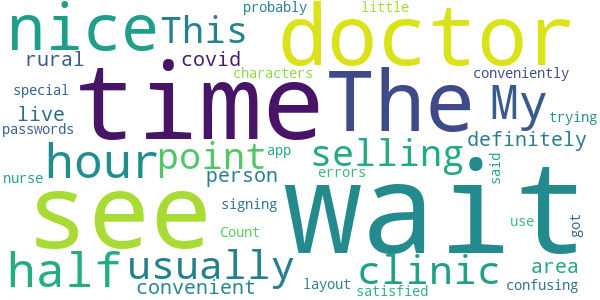 probably little
nice This doctor
rural covid
characters conveniently
special time The My
live trying
passwords definitely
hour point app selling
nurse person errors said
see signing wait use
Count got
half usually clinic area
convenient layout confusing
satisfied